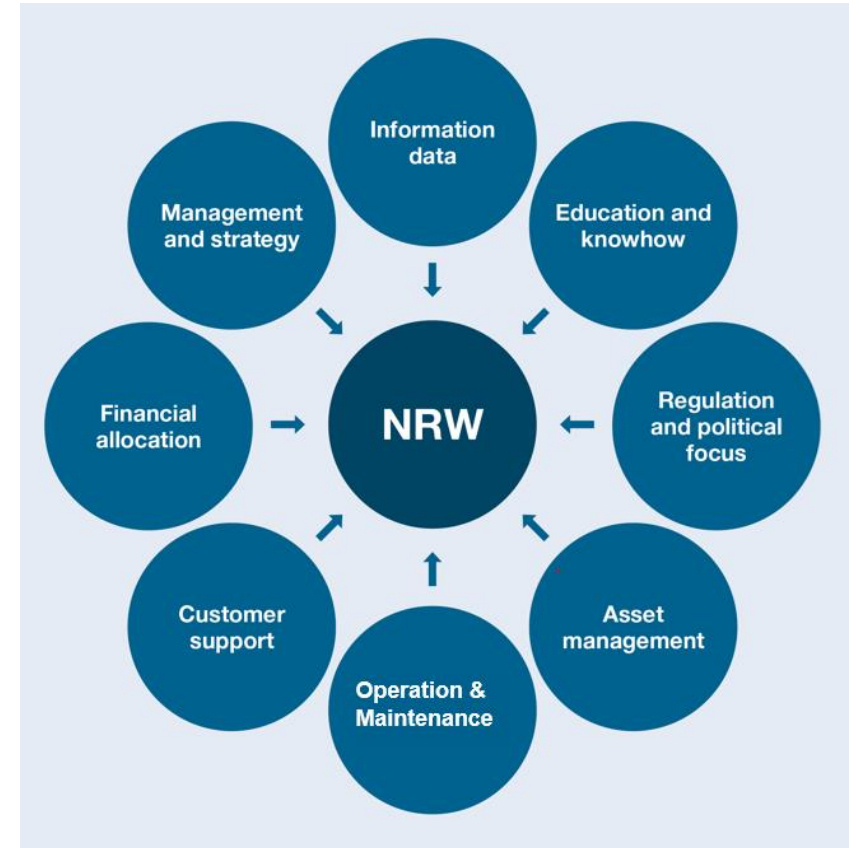 Information
data
Management
and strategy
Education and
knowhow
Financial
allocation
NRW
Regulation
and political
focus
Customer
support
Asset
management
Operation &
Maintenance